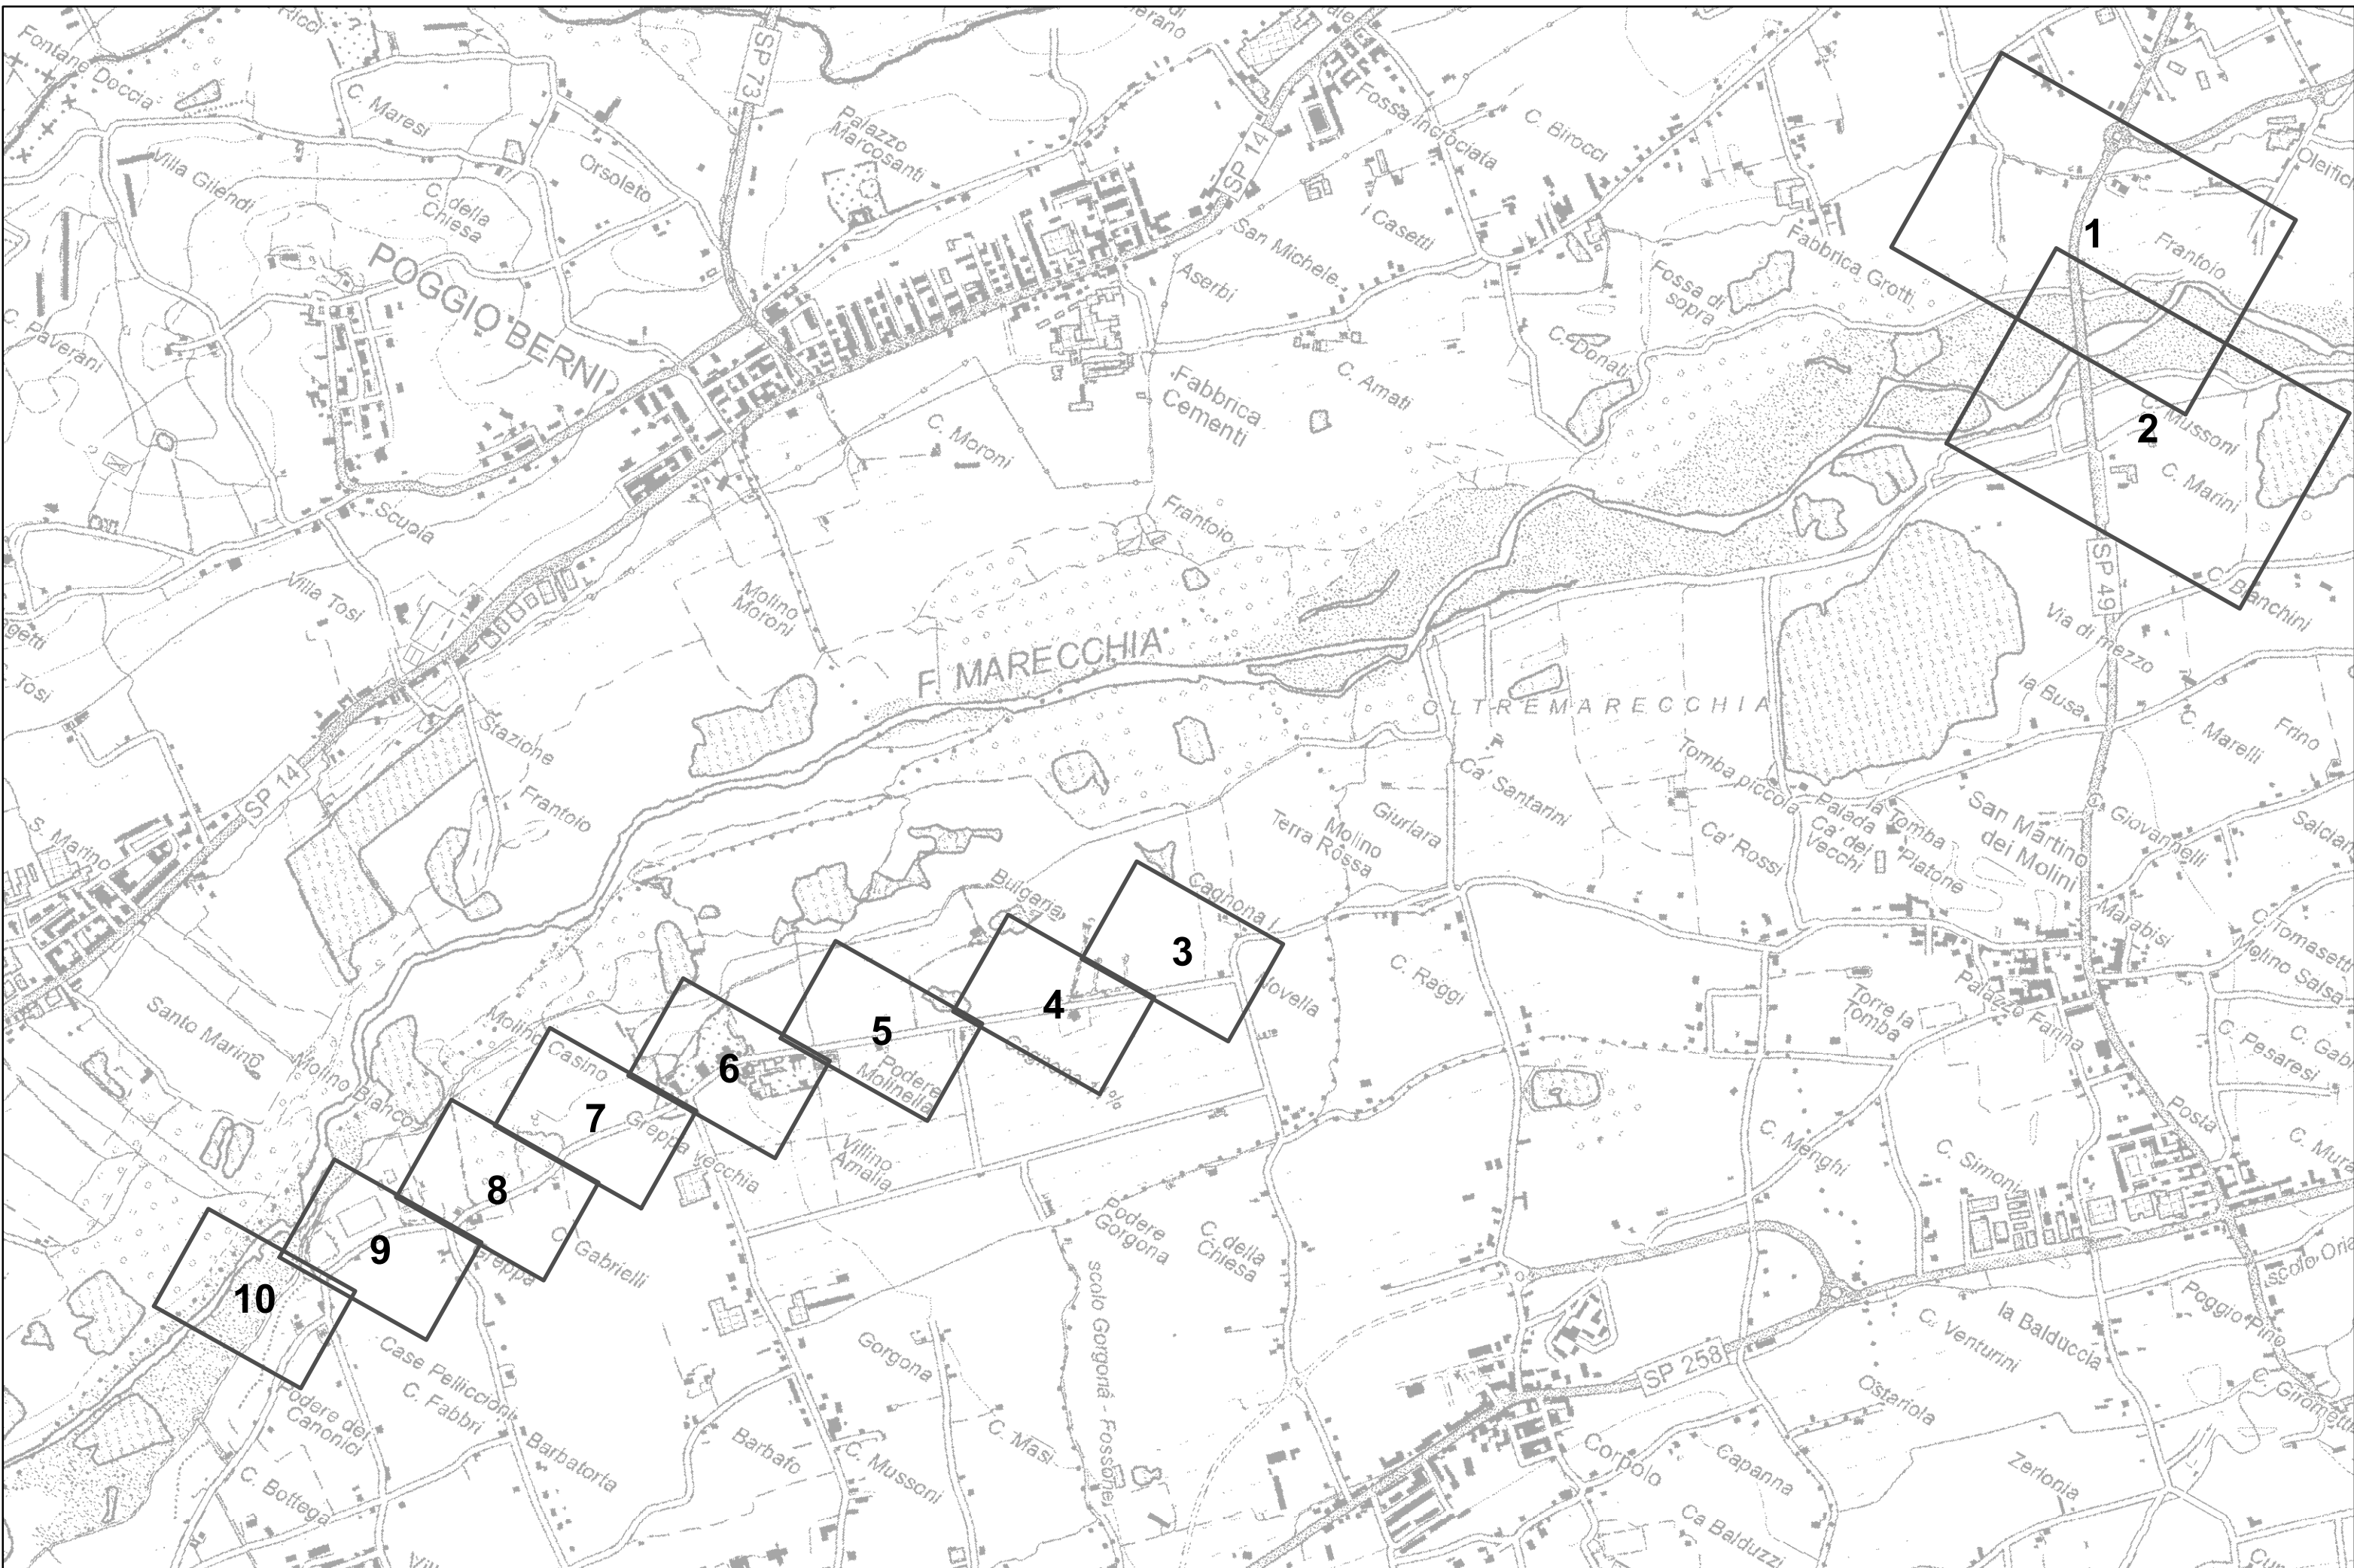 Ricci
SP 73
Fontane Doccia
C. Maresi
Palazzo
Marcosanti
Fossa Incrociata
C. Birocci
Villa Gilendi
C. della
Chiesa
Orsoleto
SP 14
i Casetti
San Michele
Aserbi
1
Frantoio
Fabbrica Grotti
Fossa di
sopra
C. Donati
POGGIO BERNI
C. Paverani
C. Amati
Fabbrica
Cementi
C. Moroni
2
C. Mussoni
C. Marini
Scuola
Frantoio
SP 49
C. Bianchini
Via di mezzo
Villa Tosi
Molino
Moroni
F. MARECCHIA
OLTREMARECCHIA
la Busa
C. Marelli
Frino
Tosi
Stazione
Frantoio
SP 14
S. Marino
Ca' Santarini
Giurlara
Molino
Terra Rossa
Tomba piccola
Palada
Ca' dei
Vecchi
la Tomba
Platone
Ca' Rossi
San Martino
dei Molini
C. Giovannelli
Bulgaria
Cagnona I
3
4
5
6
7
8
9
10
Novella
C. Raggi
Marabisi
C. Tomasetti
Molino Salsa
Torre la
Tomba
Palazzo Farina
C. Pesaresi
Santo Marino
Molino Bianco
Molino
Casino
Podere
Molinella
Greppa vecchia
Villino
Amalia
C. Gabrielli
Greppa
Podere
Gorgona
C. della
Chiesa
C. Menghi
C. Simoni
Posta
scolo Gorgona - Fossone
Case Pelliccioni
C. Fabbri
Podere dei
Canonici
C. Bottega
Barbatorta
Barbato
C. Mussoni
Gorgona
C. Masi
SP 258
Corpolo
Capanna
Ostariola
C. Venturini
la Balduccia
Poggio Pino
Zerlonia
Ca Balduzzi